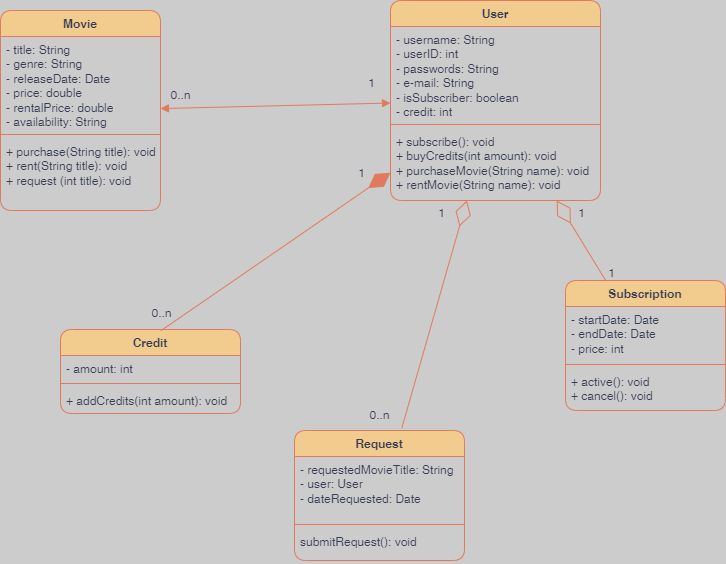 Movie
- title: String
- genre: String
- releaseDate: Date
- price: double
- rentalPrice: double
- availability: String
+ purchase(String title): void
+ rent(String title): void
+ request (int title): void
0..n
1
User
- username: String
- userID: int
- passwords: String
- e-mail: String
- isSubscriber: boolean
- credit: int
+ subscribe(): void
+ buyCredits(int amount): void
+ purchaseMovie(String name): void
+ rentMovie(String name): void
1
1
1
0..n
1
Credit
- amount: int
+ addCredits(int amount): void
Subscription
- startDate: Date
- endDate: Date
- price: int
+ active(): void
+ cancel(): void
0..n
Request
- requestedMovieTitle: String
- user: User
- dateRequested: Date
submitRequest(): void